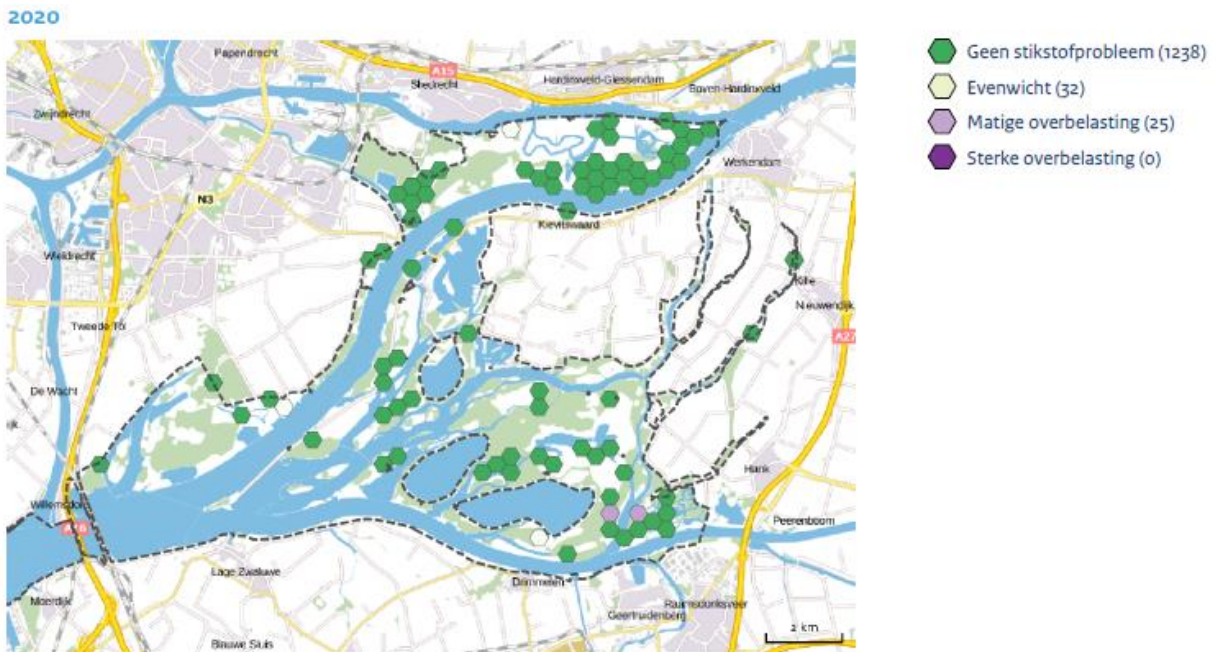 2020
Geen stikstofprobleem (1238)
Evenwicht (32)
Matige overbelasting (25)
Sterke overbelasting (0)
Papendrecht
A15
Sliedrecht
Hardinxveld-Giessendam
Boven-Hardinxveld
Zwijndrecht
Werkendam
N3
Kievitswaard
Wieldrecht
Kille
Nieuwendijk
Tweede Tol
A27
De Wacht
Hank
Willemsdorp
A16
Peerenboom
Lage Zwaluwe
Drimmelen
Moerdijk
Raamsdonksveer
Geertruidenberg
2 km
Blauwe Sluis